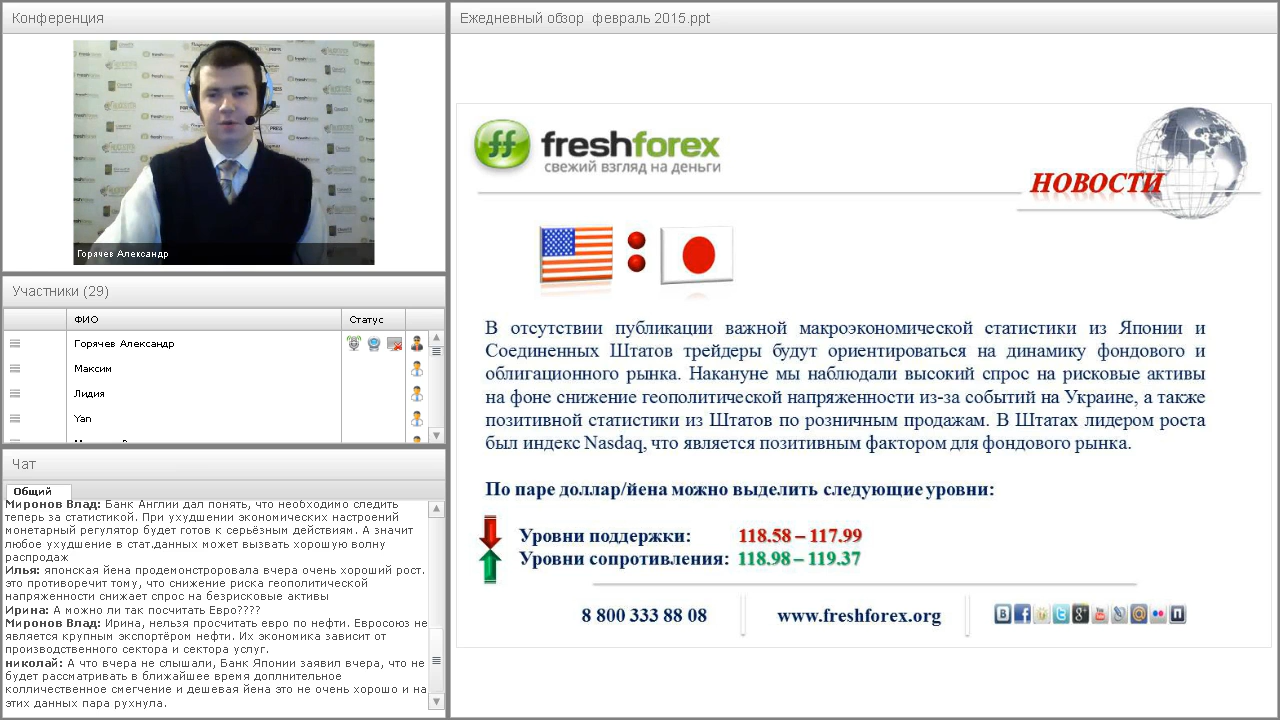 Конференция
Горячев Александр
Участники (29)
ФИО
Статус
Горячев Александр
Максим
Лидия
Yan
Чат
Общий
Миронов Влад: Банк Англии дал понять, что необходимо следить
теперь за статистикой. При ухудшении экономических настроений
монетарный регулятор будет готов к серьёзным действиям. А значит
любое ухудшение от данных может вызвать хорошую волну
распродаж
Илья: японская йена продемонстроровала вчера очень хороший рост.
это противоречит тому, что снижение риска геополитической
напряженности снижает спрос на безрисковые активы
Ирина: А можно ли так посчитать Евро????
Миронов Влад: Ирина, нельзя просчитать евро от нефти. Евросоюз не
является крупным экспортёром нефти. Их экономика зависит от
производственного сектора и сектора услуг.
николай: А что вчера не слышали, Банк Японии заявил вчера, что не
будет рассматривать в ближайшее время доплнительное
колличественное смегчение и дешевая йена это не очень хорошо и на
этих данных пара рухнула.
Ежедневный обзор февраль 2015.ppt
ff freshforex
свежий взгляд на деньги
НОВОСТИ
В отсутствии публикации важной макроэкономической статистики из Японии и
Соединенных Штатов трейдеры будут ориентироваться на динамику фондового и
облигационного рынка. Накануне мы наблюдали высокий спрос на рисковые активы
на фоне снижение геополитической напряженности из-за событий на Украине, а также
позитивной статистики из Штатов по розничным продажам. В Штатах лидером роста
был индекс Nasdaq, что является позитивным фактором для фондового рынка.
По паре доллар/йена можно выделить следующие уровни:
Уровни поддержки: 118.58 – 117.99
Уровни сопротивления: 118.98 – 119.37
8 800 333 88 08
www.freshforex.org